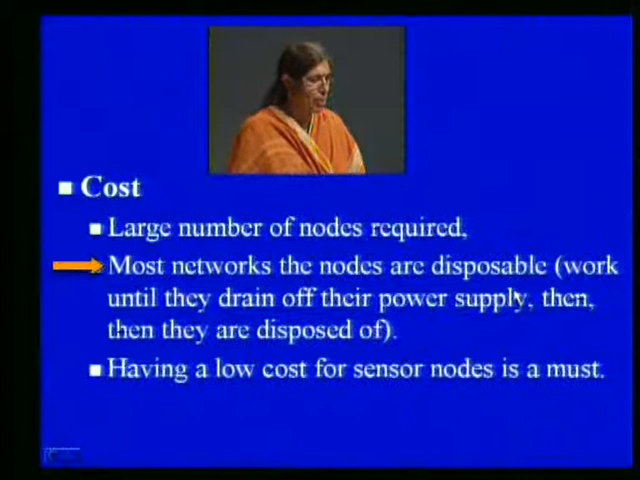 Cost
Large number of nodes required,
Most networks the nodes are disposable (work
until they drain off their power supply, then,
then they are disposed of).
Having a low cost for sensor nodes is a must.